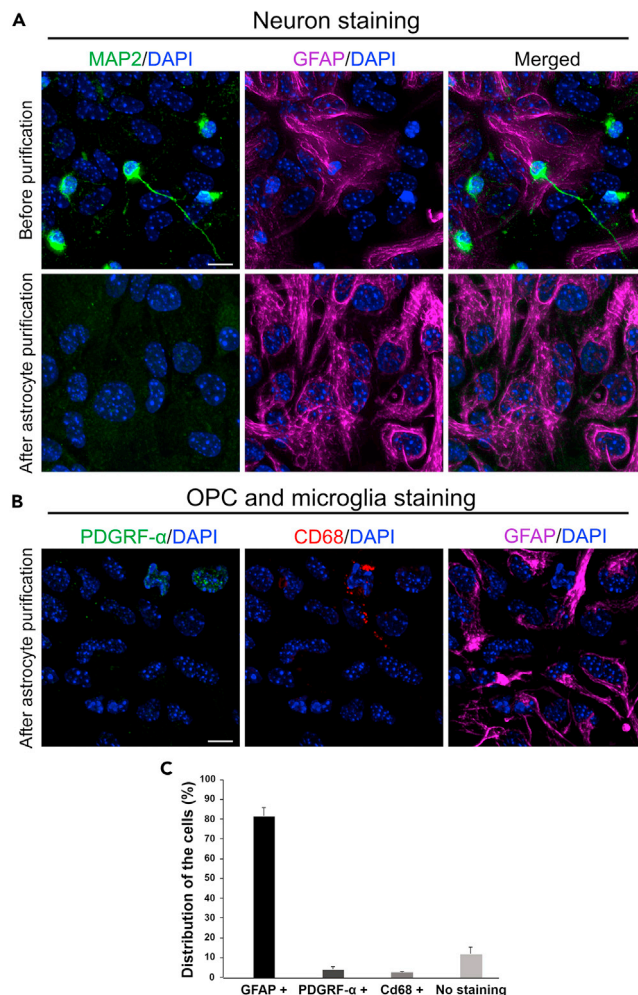 A
Neuron staining
MAP2/DAPI GFAP/DAPI Merged
Before purification
After astrocyte purification
B
OPC and microglia staining
PDGRF-α/DAPI CD68/DAPI GFAP/DAPI
After astrocyte purification
C
Distribution of the cells (%)
100
90
80
70
60
50
40
30
20
10
0
GFAP + PDGRF-α + Cd68 + No staining